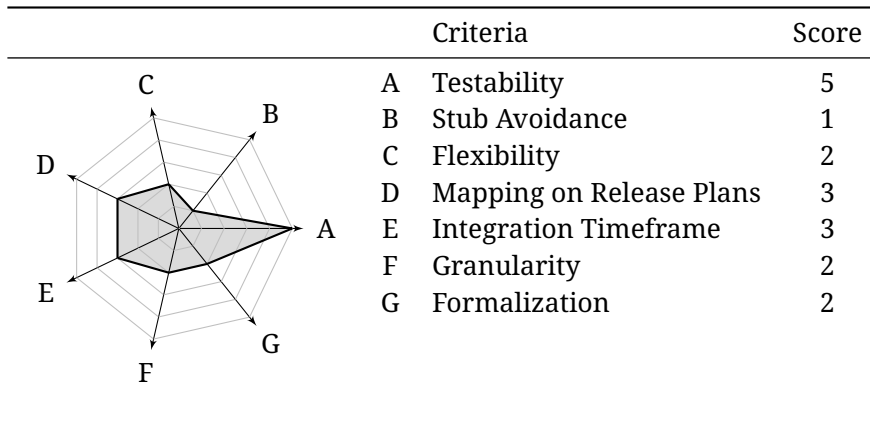 Criteria Score
A Testability 5
B Stub Avoidance 1
C Flexibility 2
D Mapping on Release Plans 3
E Integration Timeframe 3
F Granularity 2
G Formalization 2
C
B
D
A
E
G
F